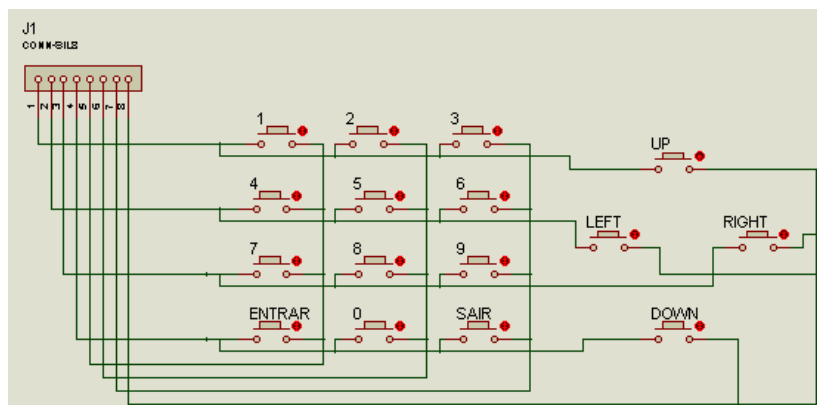 J1
CONN-SIL8
1 2 3 4 5 6 7 8
1 2 3
UP
4 5 6
LEFT RIGHT
7 8 9
ENTRAR 0 SAIR DOWN